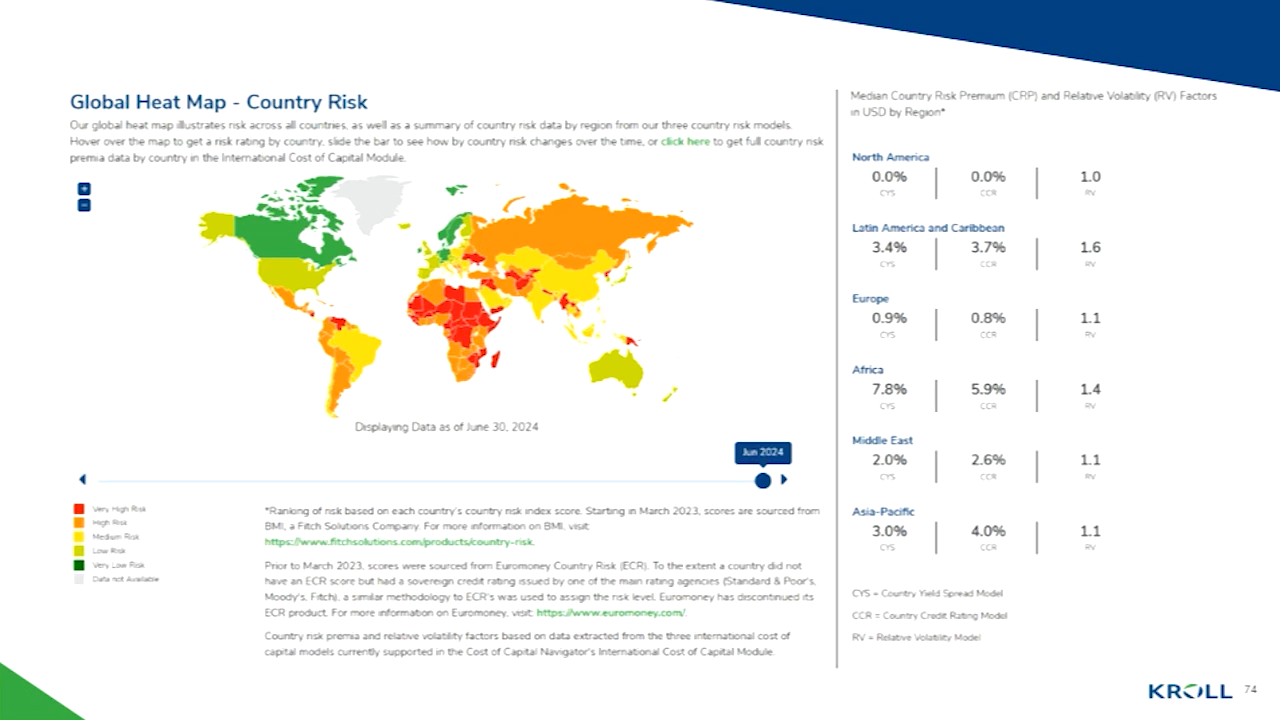 Global Heat Map - Country Risk
Our global heat map illustrates risk across all countries, as well as a summary of country risk data by region from our three country risk models.
Hover over the map to get a risk rating by country, slide the bar to see how by country risk changes over the time, or click here to get full country risk
premia data by country in the International Cost of Capital Module.
+
−
Displaying Data as of June 30, 2024
Jun 2024
Very High Risk
High Risk
Medium Risk
Low Risk
Very Low Risk
Data not Available
*Ranking of risk based on each country's country risk index score. Starting in March 2023, scores are sourced from
BMI, a Fitch Solutions Company. For more information on BMI, visit:
https://www.fitchsolutions.com/products/country-risk.
Prior to March 2023, scores were sourced from Euromoney Country Risk (ECR). To the extent a country did not
have an ECR score but had a sovereign credit rating issued by one of the main rating agencies (Standard & Poor's,
Moody's, Fitch), a similar methodology to ECR's was used to assign the risk level. Euromoney has discontinued its
ECR product. For more information on Euromoney, visit: https://www.euromoney.com/.
Country risk premia and relative volatility factors based on data extracted from the three international cost of
capital models currently supported in the Cost of Capital Navigator's International Cost of Capital Module.
Median Country Risk Premium (CRP) and Relative Volatility (RV) Factors
in USD by Region*
North America
0.0% 0.0% 1.0
CYS CCR RV
Latin America and Caribbean
3.4% 3.7% 1.6
CYS CCR RV
Europe
0.9% 0.8% 1.1
CYS CCR RV
Africa
7.8% 5.9% 1.4
CYS CCR RV
Middle East
2.0% 2.6% 1.1
CYS CCR RV
Asia-Pacific
3.0% 4.0% 1.1
CYS CCR RV
CYS = Country Yield Spread Model
CCR = Country Credit Rating Model
RV = Relative Volatility Model
KROLL 74